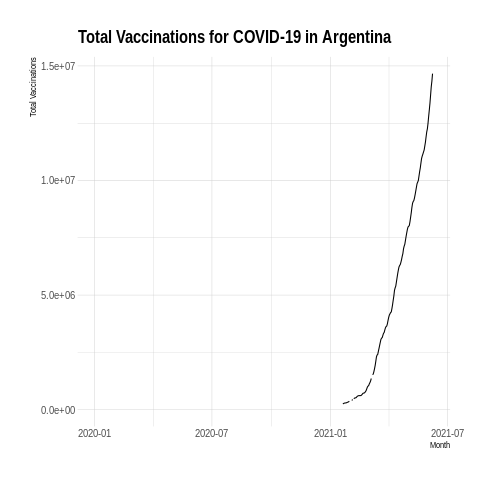 Total Vaccinations for COVID-19 in Argentina
Total Vaccinations
1.5e+07
1.0e+07
5.0e+06
0.0e+00
2020-01
2020-07
2021-01
2021-07
Month